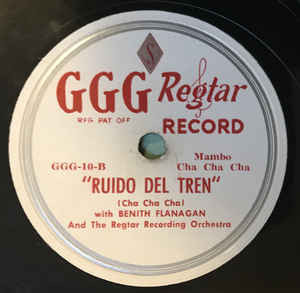 S
GGG Regtar
REG PAT OFF
RECORD
GGG-10-B
Mambo
Cha Cha Cha
"RUIDO DEL TREN"
(Cha Cha Cha)
with BENITH FLANAGAN
And The Regtar Recording Orchestra